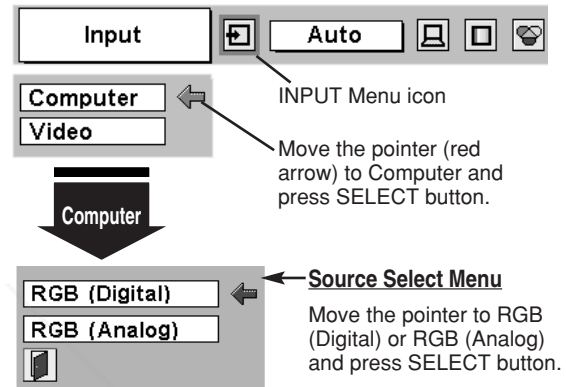 Input
Auto
INPUT Menu icon
Computer
Video
Move the pointer (red
arrow) to Computer and
press SELECT button.
Computer
Source Select Menu
RGB (Digital)
RGB (Analog)
Move the pointer to RGB
(Digital) or RGB (Analog)
and press SELECT button.